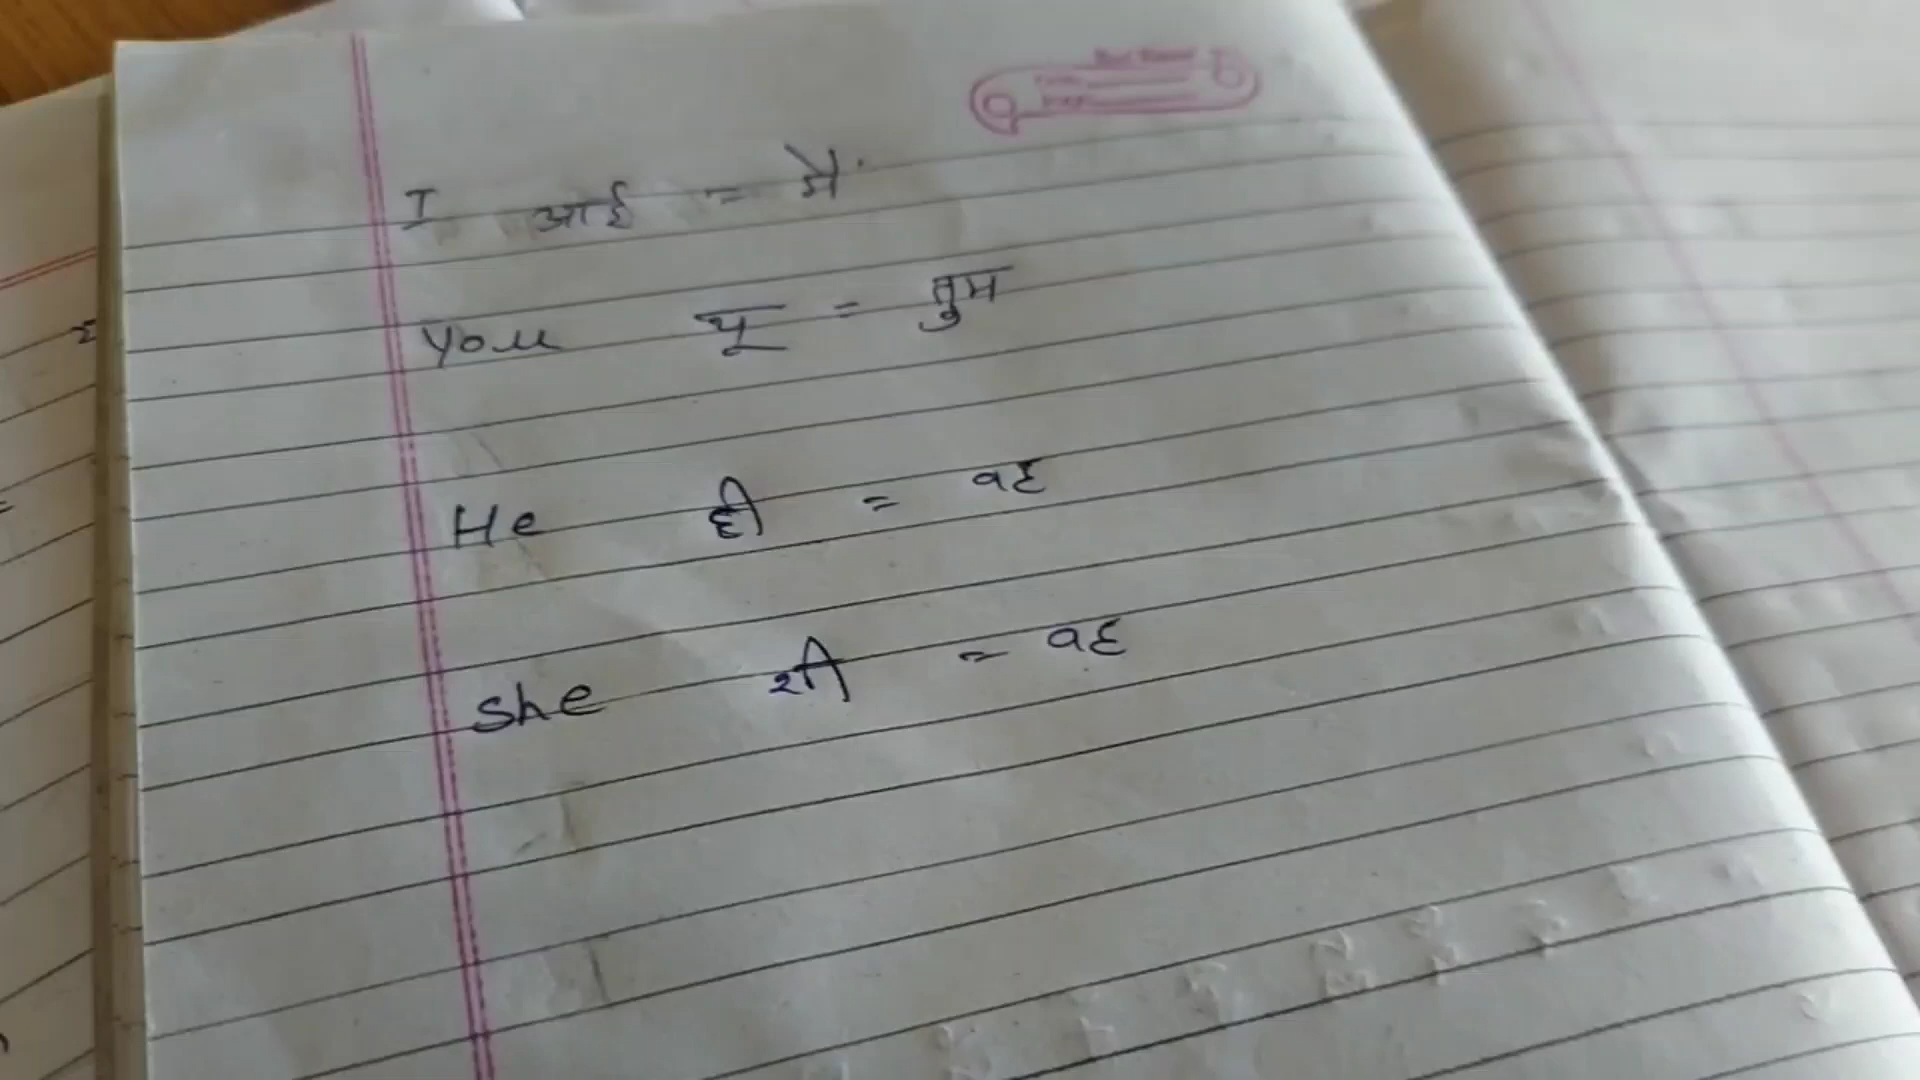 I आई = मैं
You यू = तुम
He ही = वह
She शी = वह